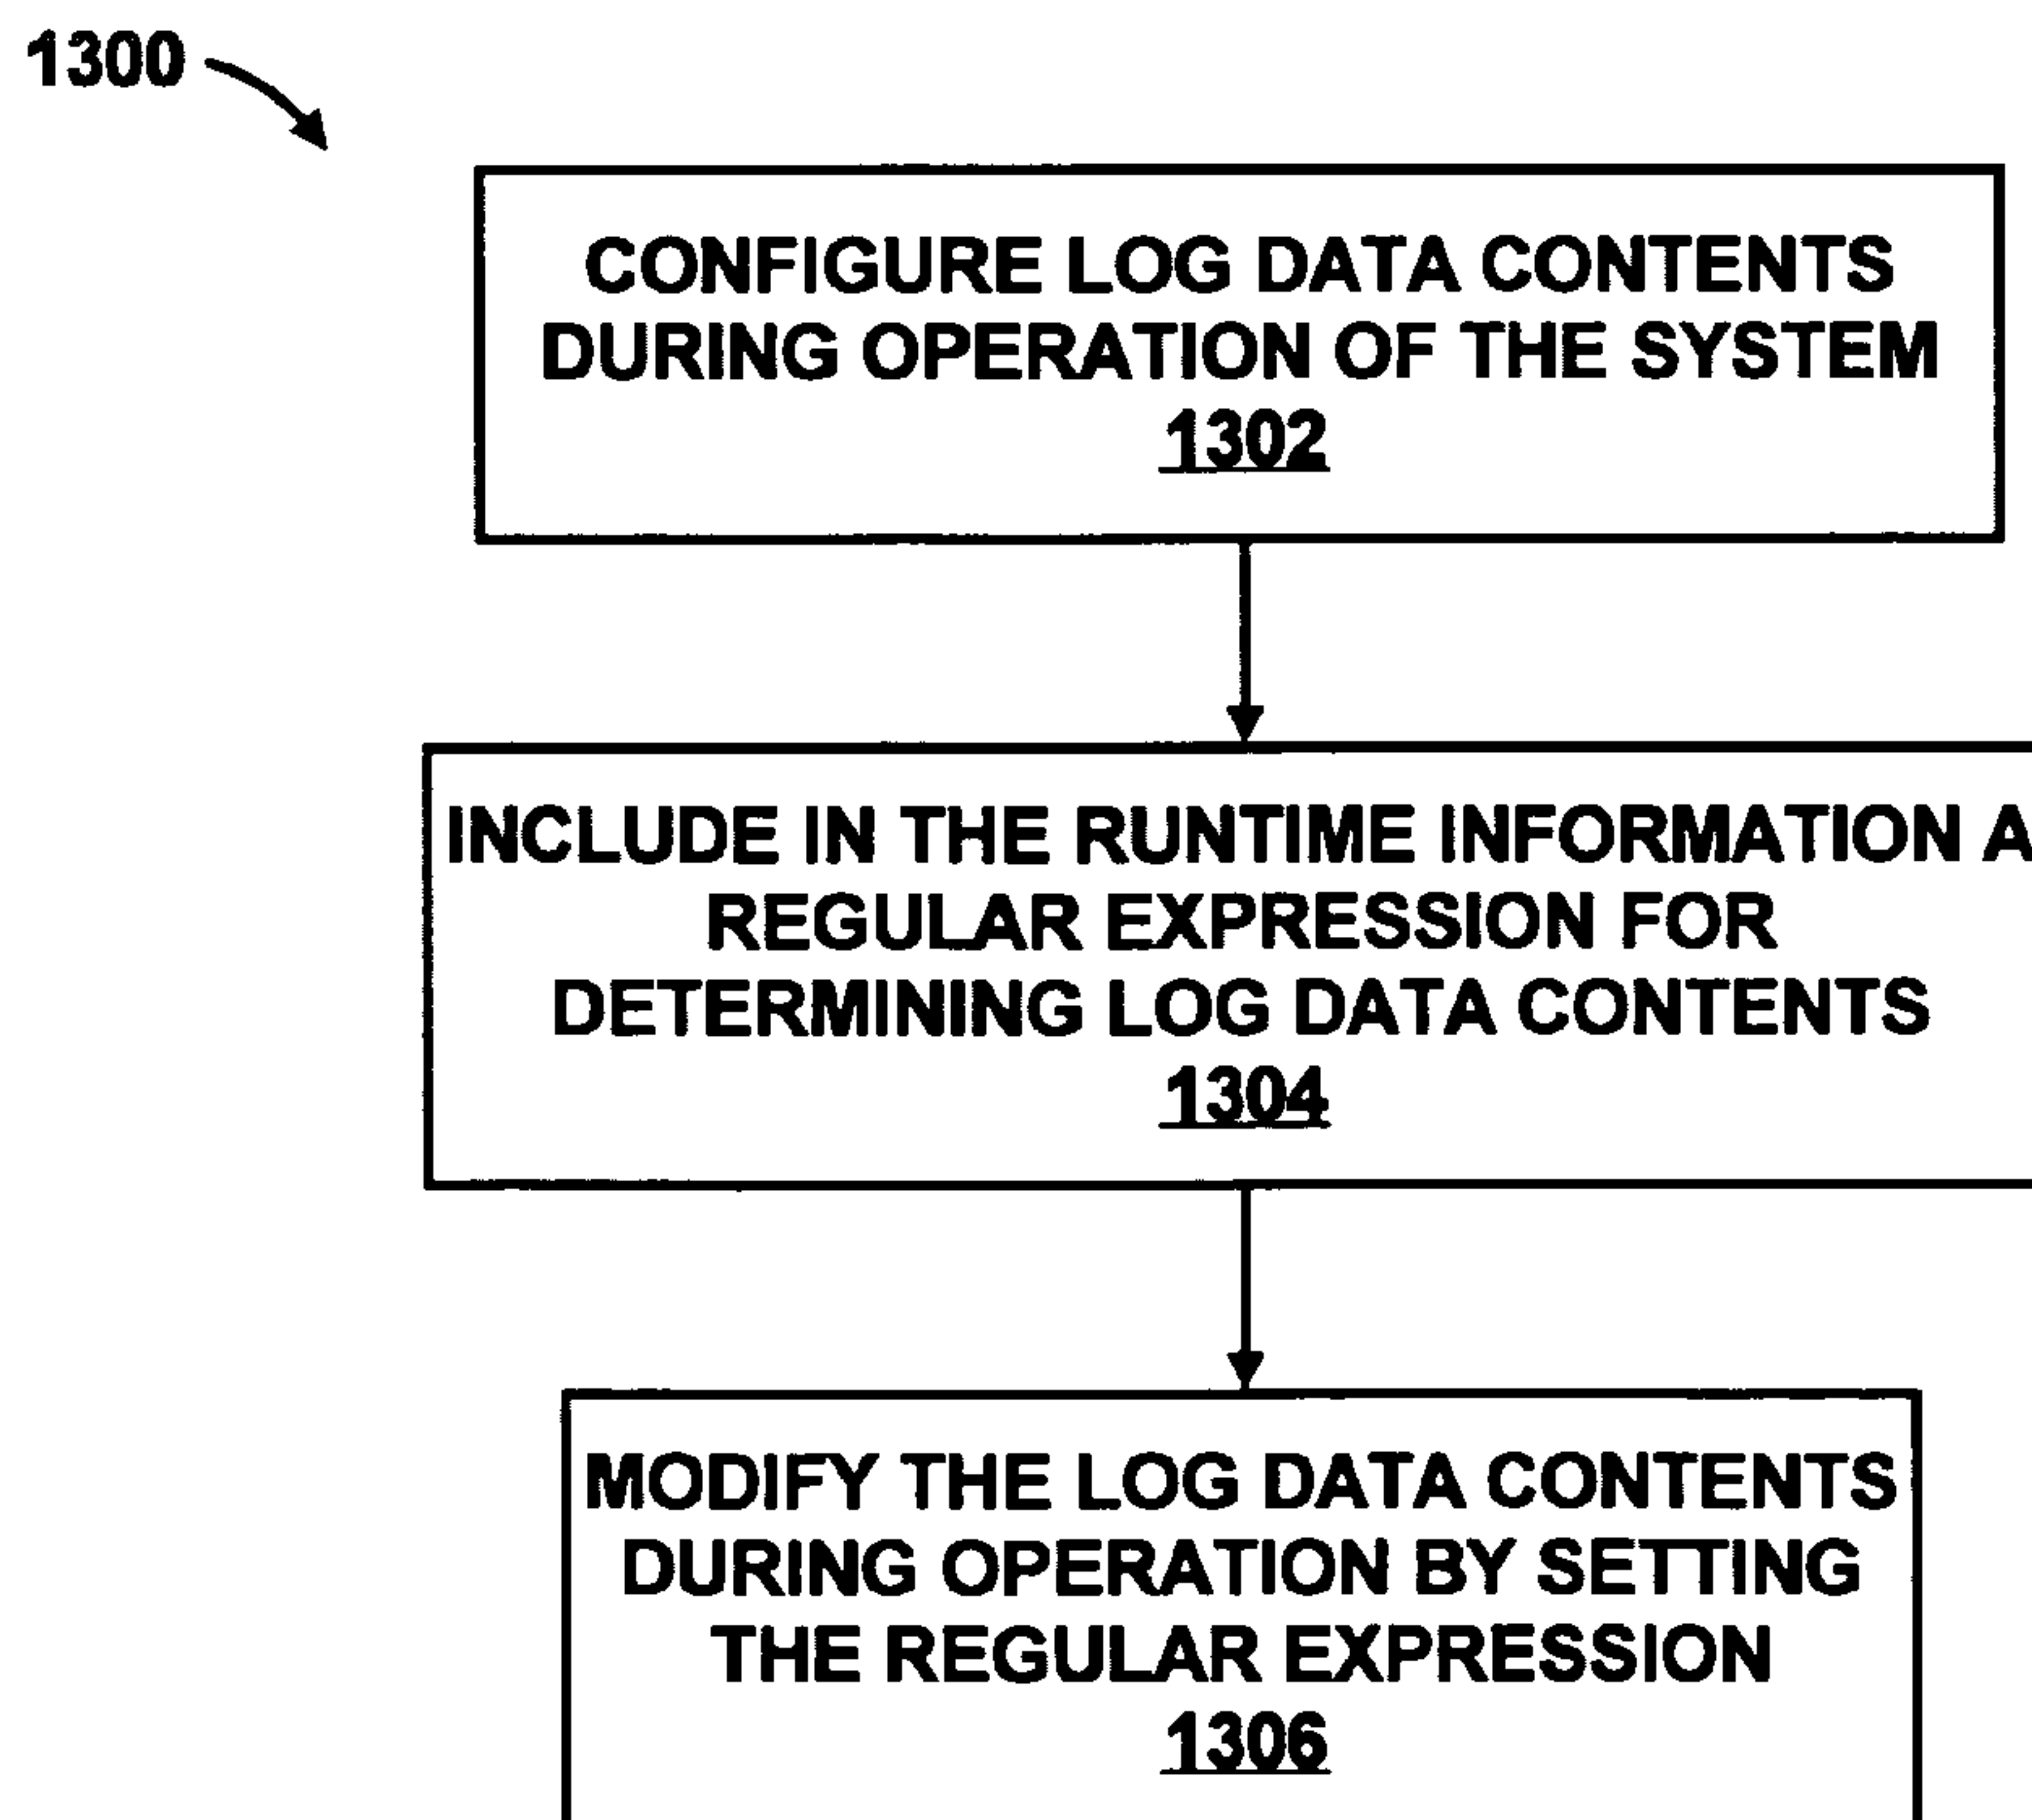 1300
CONFIGURE LOG DATA CONTENTS
DURING OPERATION OF THE SYSTEM
1302
INCLUDE IN THE RUNTIME INFORMATION A
REGULAR EXPRESSION FOR
DETERMINING LOG DATA CONTENTS
1304
MODIFY THE LOG DATA CONTENTS
DURING OPERATION BY SETTING
THE REGULAR EXPRESSION
1306